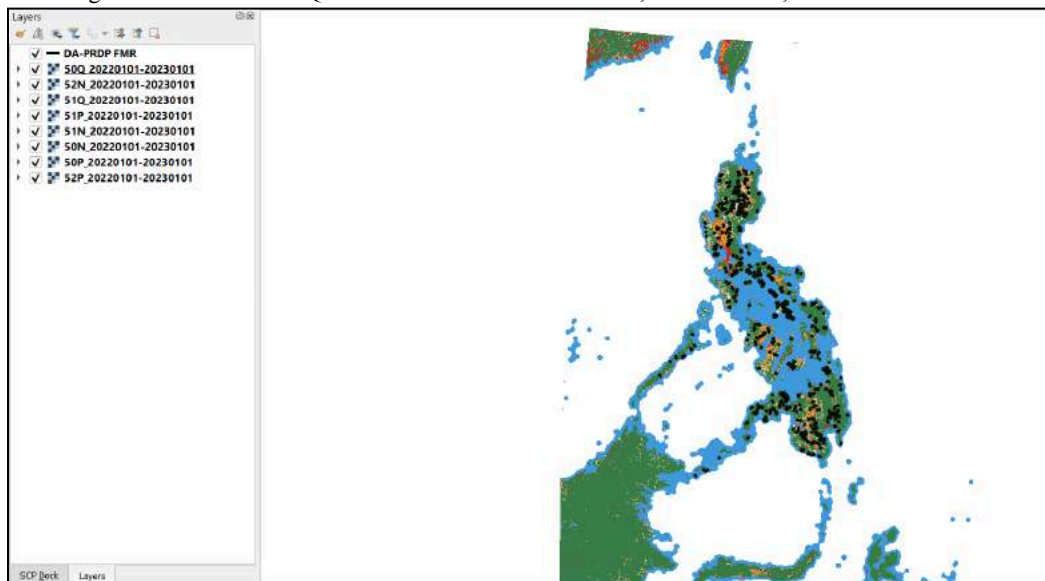 Layers
DA-PRDP FMR
50Q_20220101-20230101
52N_20220101-20230101
51Q_20220101-20230101
51P_20220101-20230101
51N_20220101-20230101
50N_20220101-20230101
50P_20220101-20230101
52P_20220101-20230101
SCP Dock
Layers